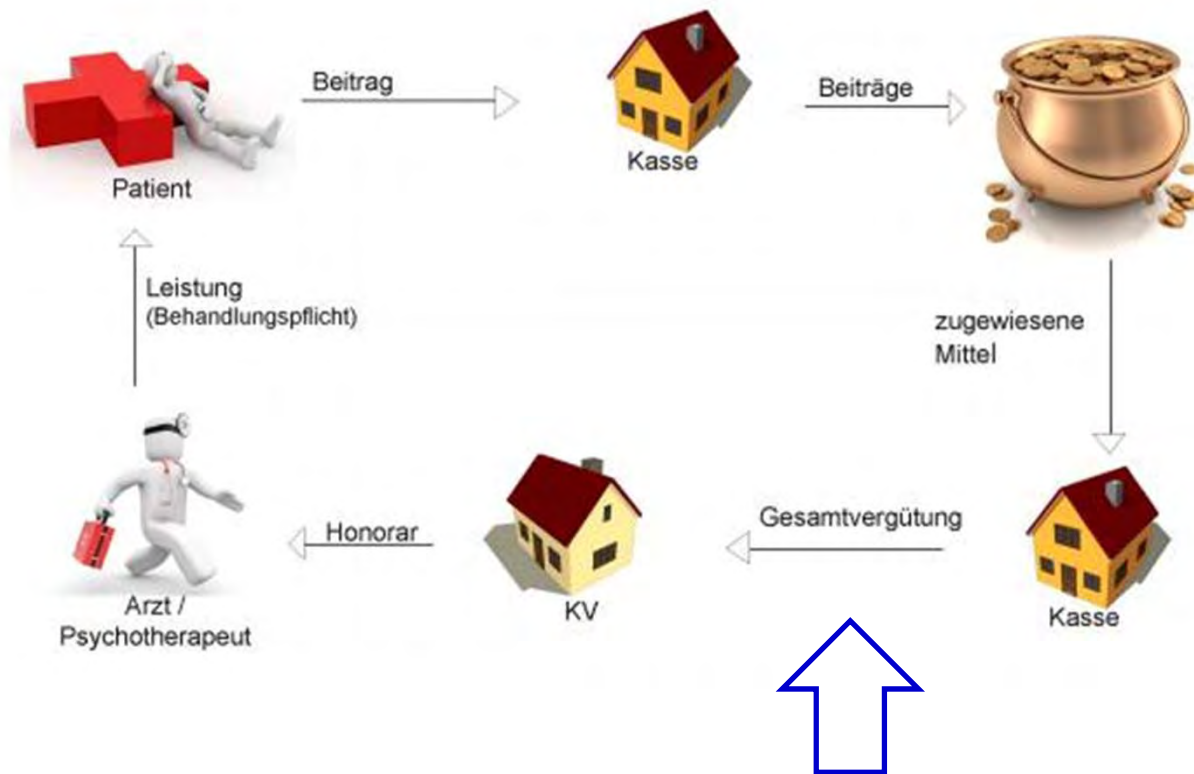 Beitrag
Beiträge
Kasse
Patient
Leistung
(Behandlungspflicht)
zugewiesene
Mittel
Gesamtvergütung
Honorar
Arzt /
Psychotherapeut
KV
Kasse